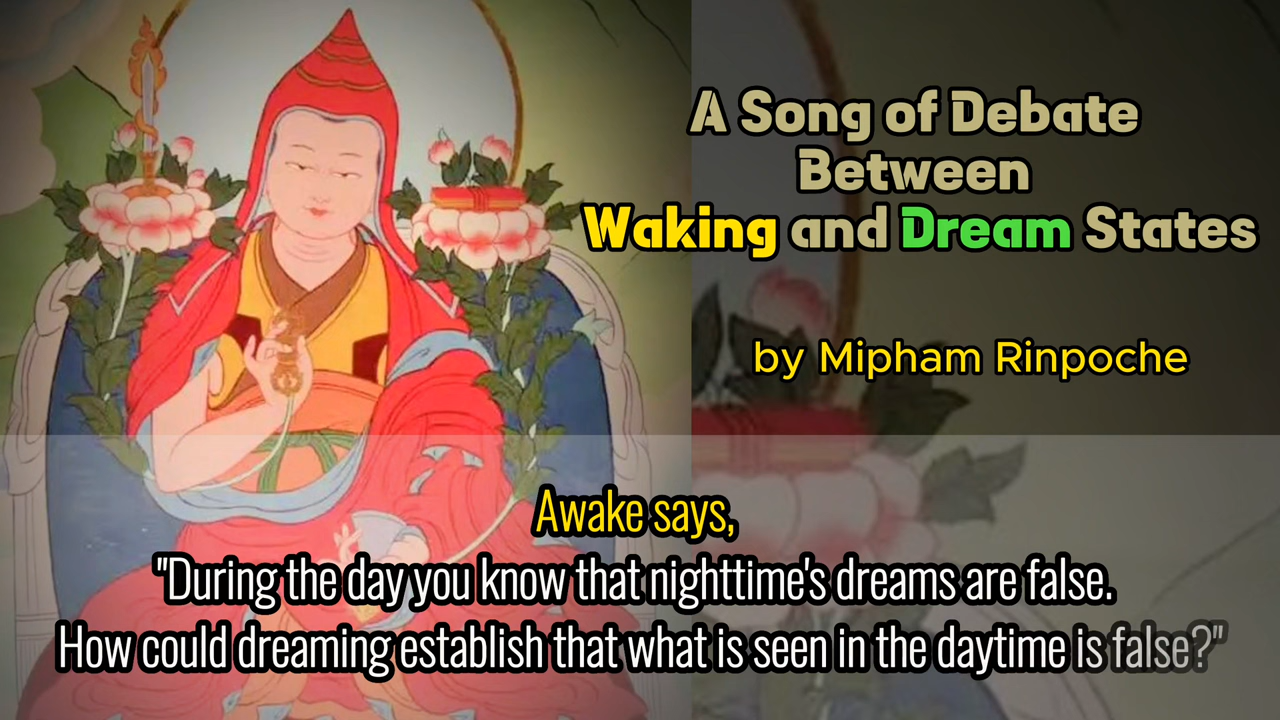 A Song of Debate
Between
Waking and Dream States
by Mipham Rinpoche
Awake says,
"During the day you know that nighttime's dreams are false.
How could dreaming establish that what is seen in the daytime is false?"